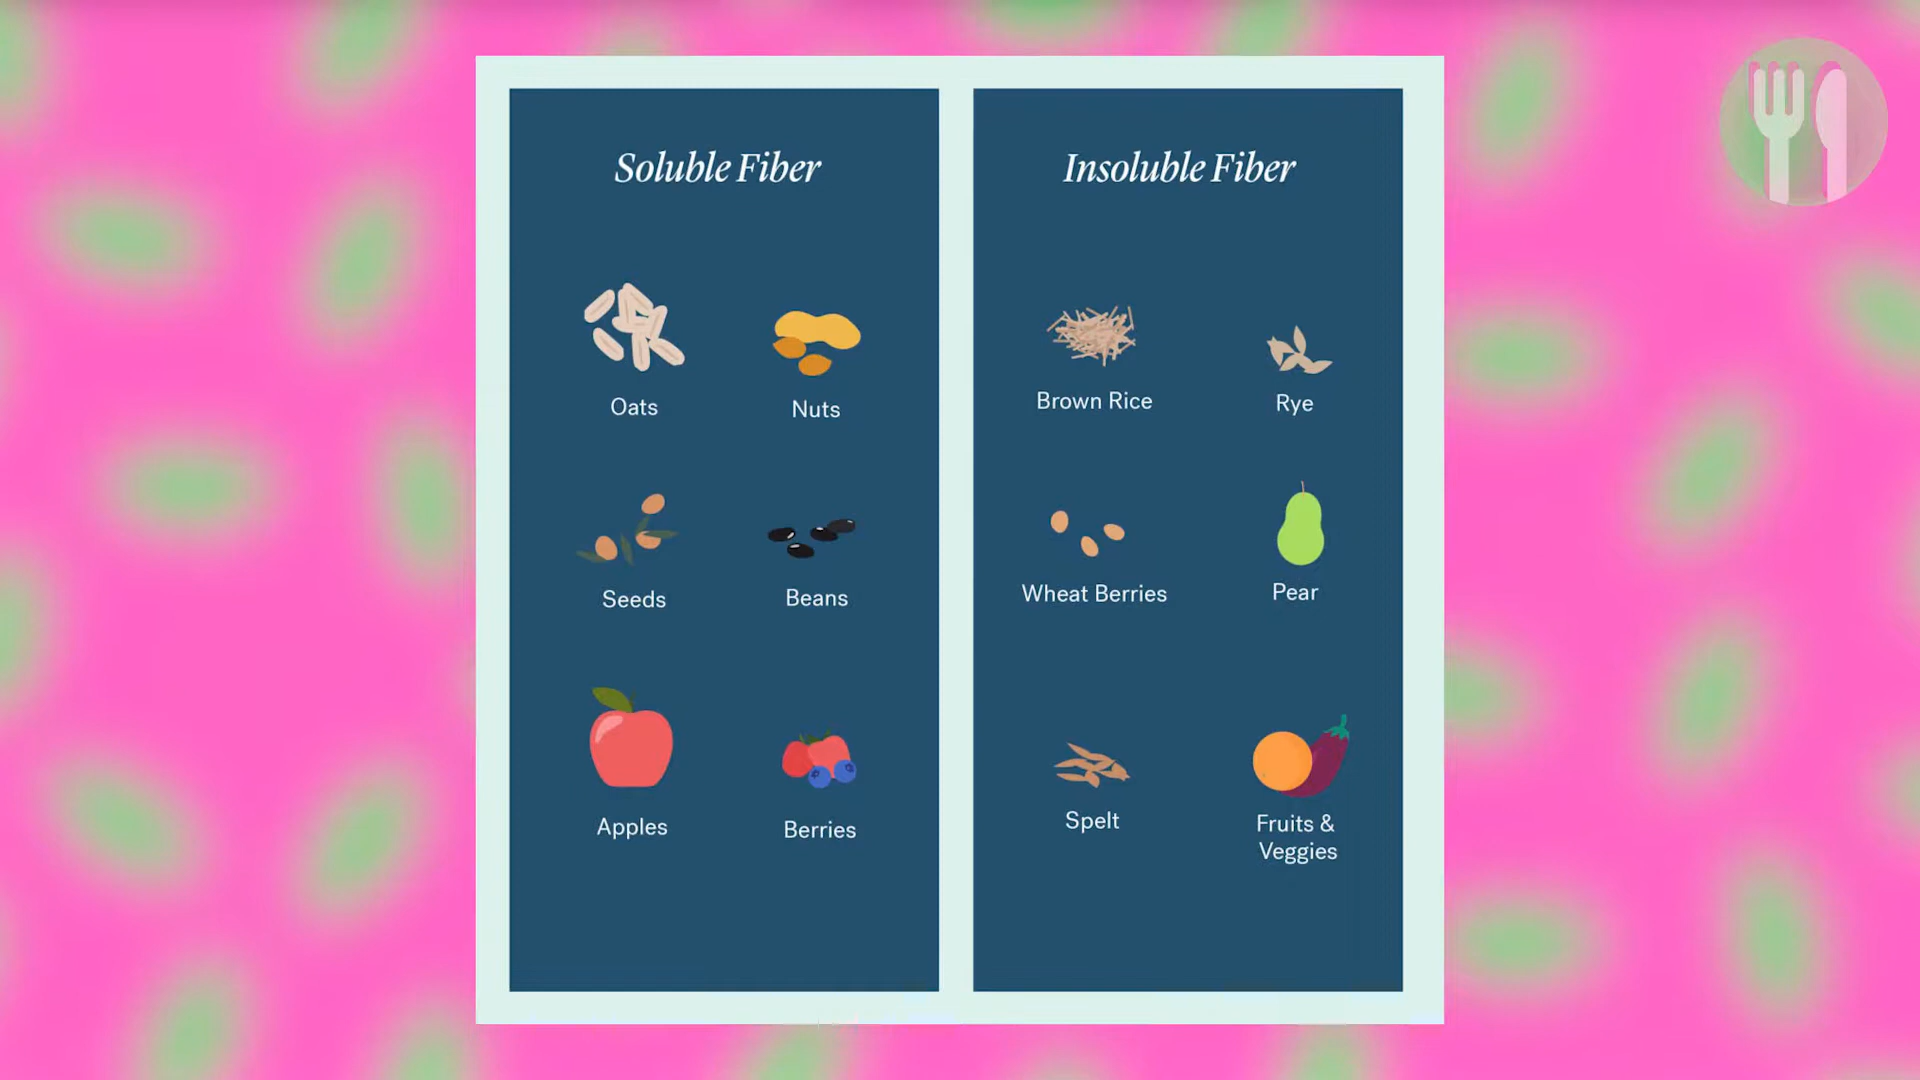 Soluble Fiber
Oats
Nuts
Seeds
Beans
Apples
Berries
Insoluble Fiber
Brown Rice
Rye
Wheat Berries
Pear
Spelt
Fruits &
Veggies